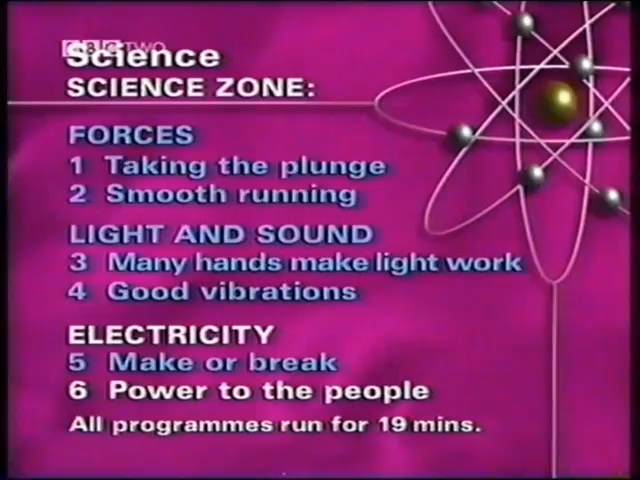 BBC TWO
Science
SCIENCE ZONE:
FORCES
1 Taking the plunge
2 Smooth running
LIGHT AND SOUND
3 Many hands make light work
4 Good vibrations
ELECTRICITY
5 Make or break
6 Power to the people
All programmes run for 19 mins.